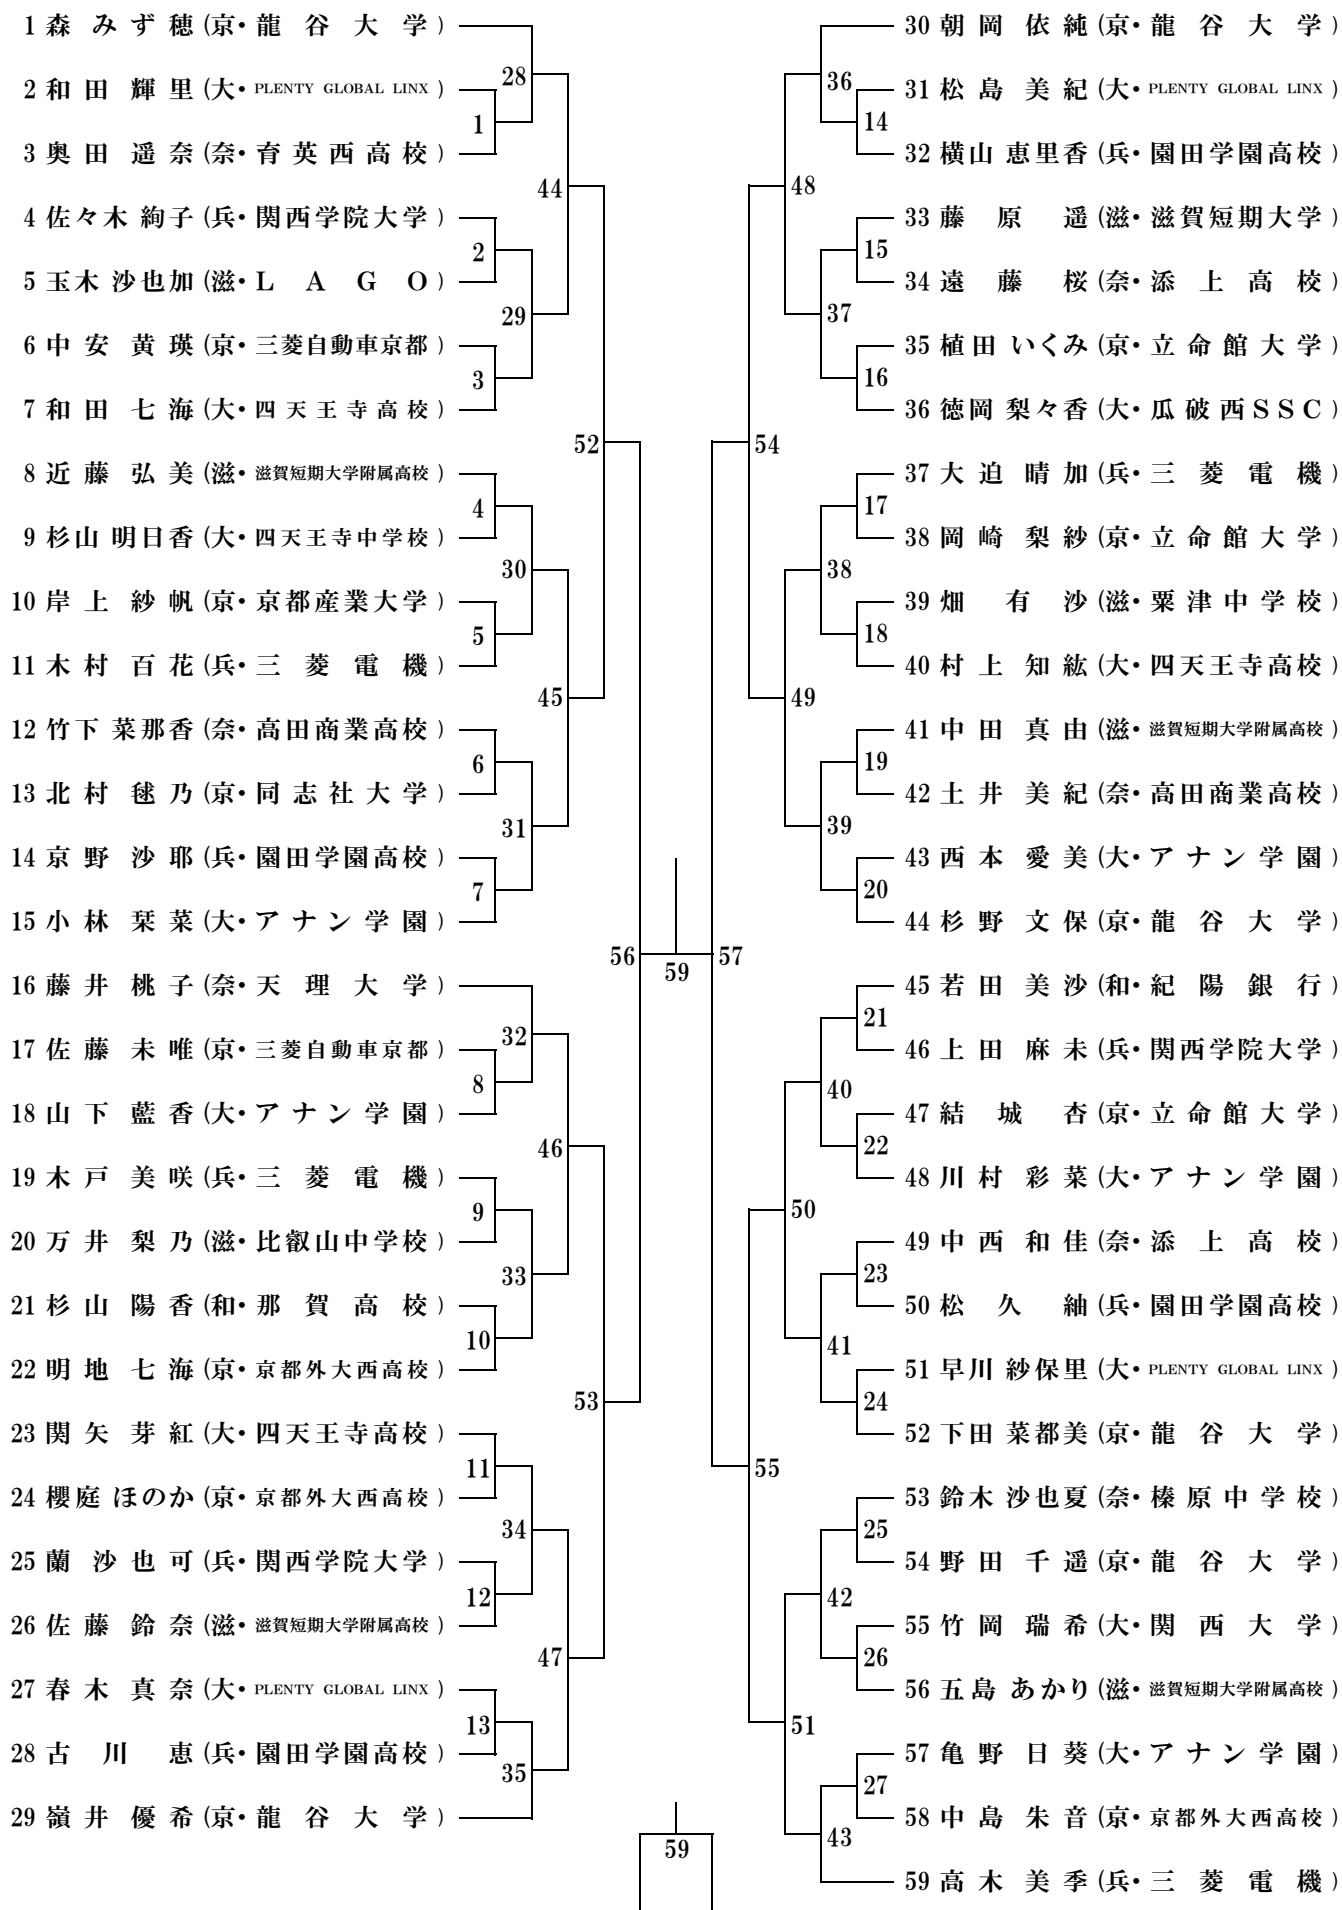 1 森 み ず 穂 (京・龍 谷 大 学)
2 和 田 輝 里 (大・PLENTY GLOBAL LINX)
3 奥 田 遥 奈 (奈・育 英 西 高 校)
4 佐々木 絢子 (兵・関西学院大学)
5 玉木 沙也加 (滋・L A G O)
6 中 安 黄 瑛 (京・三菱自動車京都)
7 和 田 七 海 (大・四 天 王 寺 高 校)
8 近 藤 弘 美 (滋・滋賀短期大学附属高校)
9 杉山 明日香 (大・四天王寺中学校)
10 岸 上 紗 帆 (京・京都産業大学)
11 木 村 百 花 (兵・三 菱 電 機)
12 竹下 菜那香 (奈・高田商業高校)
13 北 村 毬 乃 (京・同 志 社 大 学)
14 京 野 沙 耶 (兵・園田学園高校)
15 小 林 栞 菜 (大・ア ナ ン 学 園)
16 藤 井 桃 子 (奈・天 理 大 学)
17 佐 藤 未 唯 (京・三菱自動車京都)
18 山 下 藍 香 (大・ア ナ ン 学 園)
19 木 戸 美 咲 (兵・三 菱 電 機)
20 万 井 梨 乃 (滋・比叡山中学校)
21 杉 山 陽 香 (和・那 賀 高 校)
22 明 地 七 海 (京・京都外大西高校)
23 関 矢 芽 紅 (大・四天王寺高校)
24 櫻庭 ほのか (京・京都外大西高校)
25 蘭 沙 也 可 (兵・関西学院大学)
26 佐 藤 鈴 奈 (滋・滋賀短期大学附属高校)
27 春 木 真 奈 (大・PLENTY GLOBAL LINX)
28 古 川 恵 (兵・園田学園高校)
29 嶺 井 優 希 (京・龍 谷 大 学)
1
2
3
4
5
6
7
8
9
10
11
12
13
28
29
30
31
32
33
34
35
44
45
46
47
52
53
56
59
57
54
55
48
49
50
51
36
37
38
39
40
41
42
43
14
15
16
17
18
19
20
21
22
23
24
25
26
27
30 朝 岡 依 純 (京・龍 谷 大 学)
31 松 島 美 紀 (大・PLENTY GLOBAL LINX)
32 横山 恵里香 (兵・園田学園高校)
33 藤 原 遥 (滋・滋賀短期大学)
34 遠 藤 桜 (奈・添 上 高 校)
35 植田 いくみ (京・立 命 館 大 学)
36 徳岡 梨々香 (大・瓜 破 西 S S C)
37 大 迫 晴 加 (兵・三 菱 電 機)
38 岡 崎 梨 紗 (京・立 命 館 大 学)
39 畑 有 沙 (滋・粟 津 中 学 校)
40 村 上 知 紘 (大・四天王寺高校)
41 中 田 真 由 (滋・滋賀短期大学附属高校)
42 土 井 美 紀 (奈・高田商業高校)
43 西 本 愛 美 (大・ア ナ ン 学 園)
44 杉 野 文 保 (京・龍 谷 大 学)
45 若 田 美 沙 (和・紀 陽 銀 行)
46 上 田 麻 未 (兵・関西学院大学)
47 結 城 杏 (京・立 命 館 大 学)
48 川 村 彩 菜 (大・ア ナ ン 学 園)
49 中 西 和 佳 (奈・添 上 高 校)
50 松 久 紬 (兵・園田学園高校)
51 早川 紗保里 (大・PLENTY GLOBAL LINX)
52 下田 菜都美 (京・龍 谷 大 学)
53 鈴木 沙也夏 (奈・榛 原 中 学 校)
54 野 田 千 遥 (京・龍 谷 大 学)
55 竹 岡 瑞 希 (大・関 西 大 学)
56 五島 あかり (滋・滋賀短期大学附属高校)
57 亀 野 日 葵 (大・ア ナ ン 学 園)
58 中 島 朱 音 (京・京都外大西高校)
59 高 木 美 季 (兵・三 菱 電 機)
59